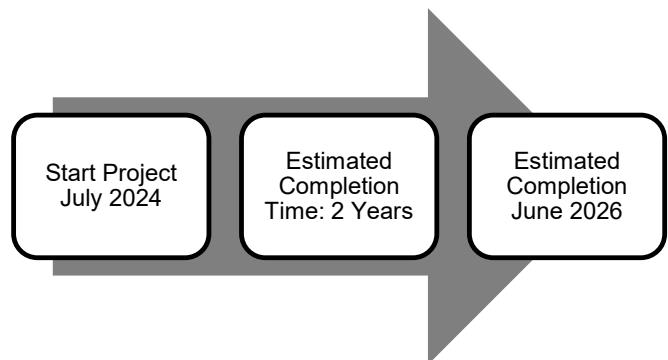 Start Project
July 2024
Estimated
Completion
Time: 2 Years
Estimated
Completion
June 2026